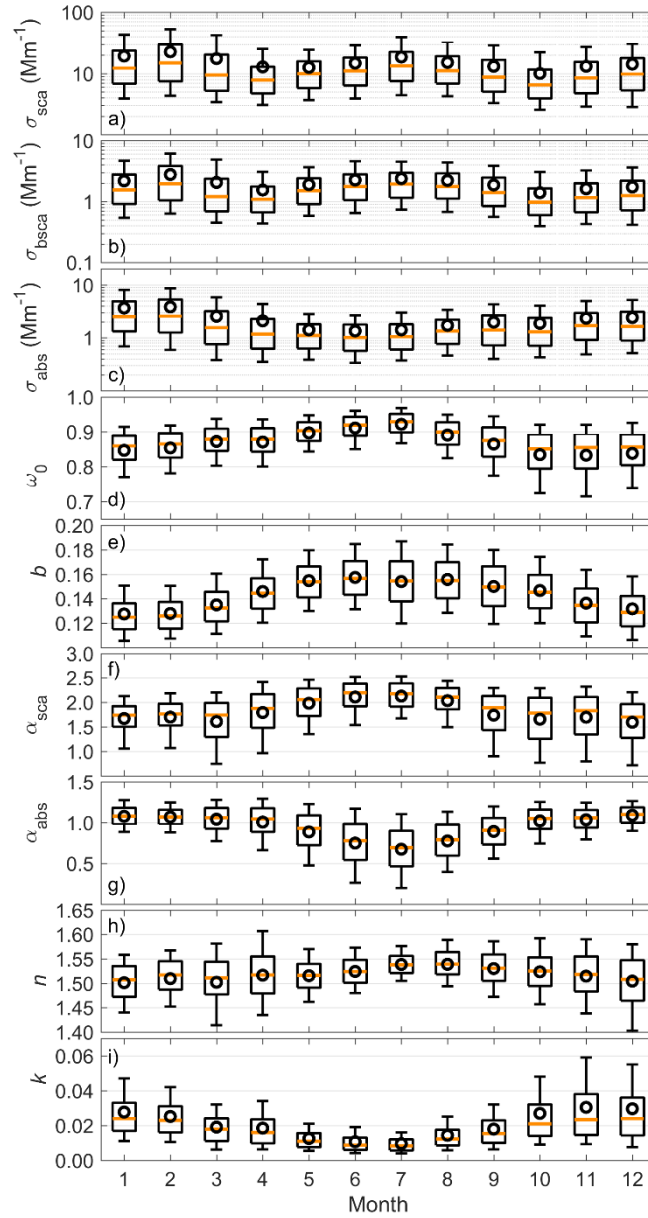 100
10
σsca (Mm-1)
a)
10
1
0.1
σbsca (Mm-1)
b)
10
1
σabs (Mm-1)
c)
1.0
0.9
0.8
0.7
ω0
d)
0.20
0.18
0.16
0.14
0.12
b
e)
3.0
2.5
2.0
1.5
1.0
αsca
f)
1.5
1.0
0.5
αabs
g)
1.65
1.60
1.55
1.50
1.45
1.40
n
h)
0.06
0.04
0.02
0.00
k
i)
1 2 3 4 5 6 7 8 9 10 11 12
Month